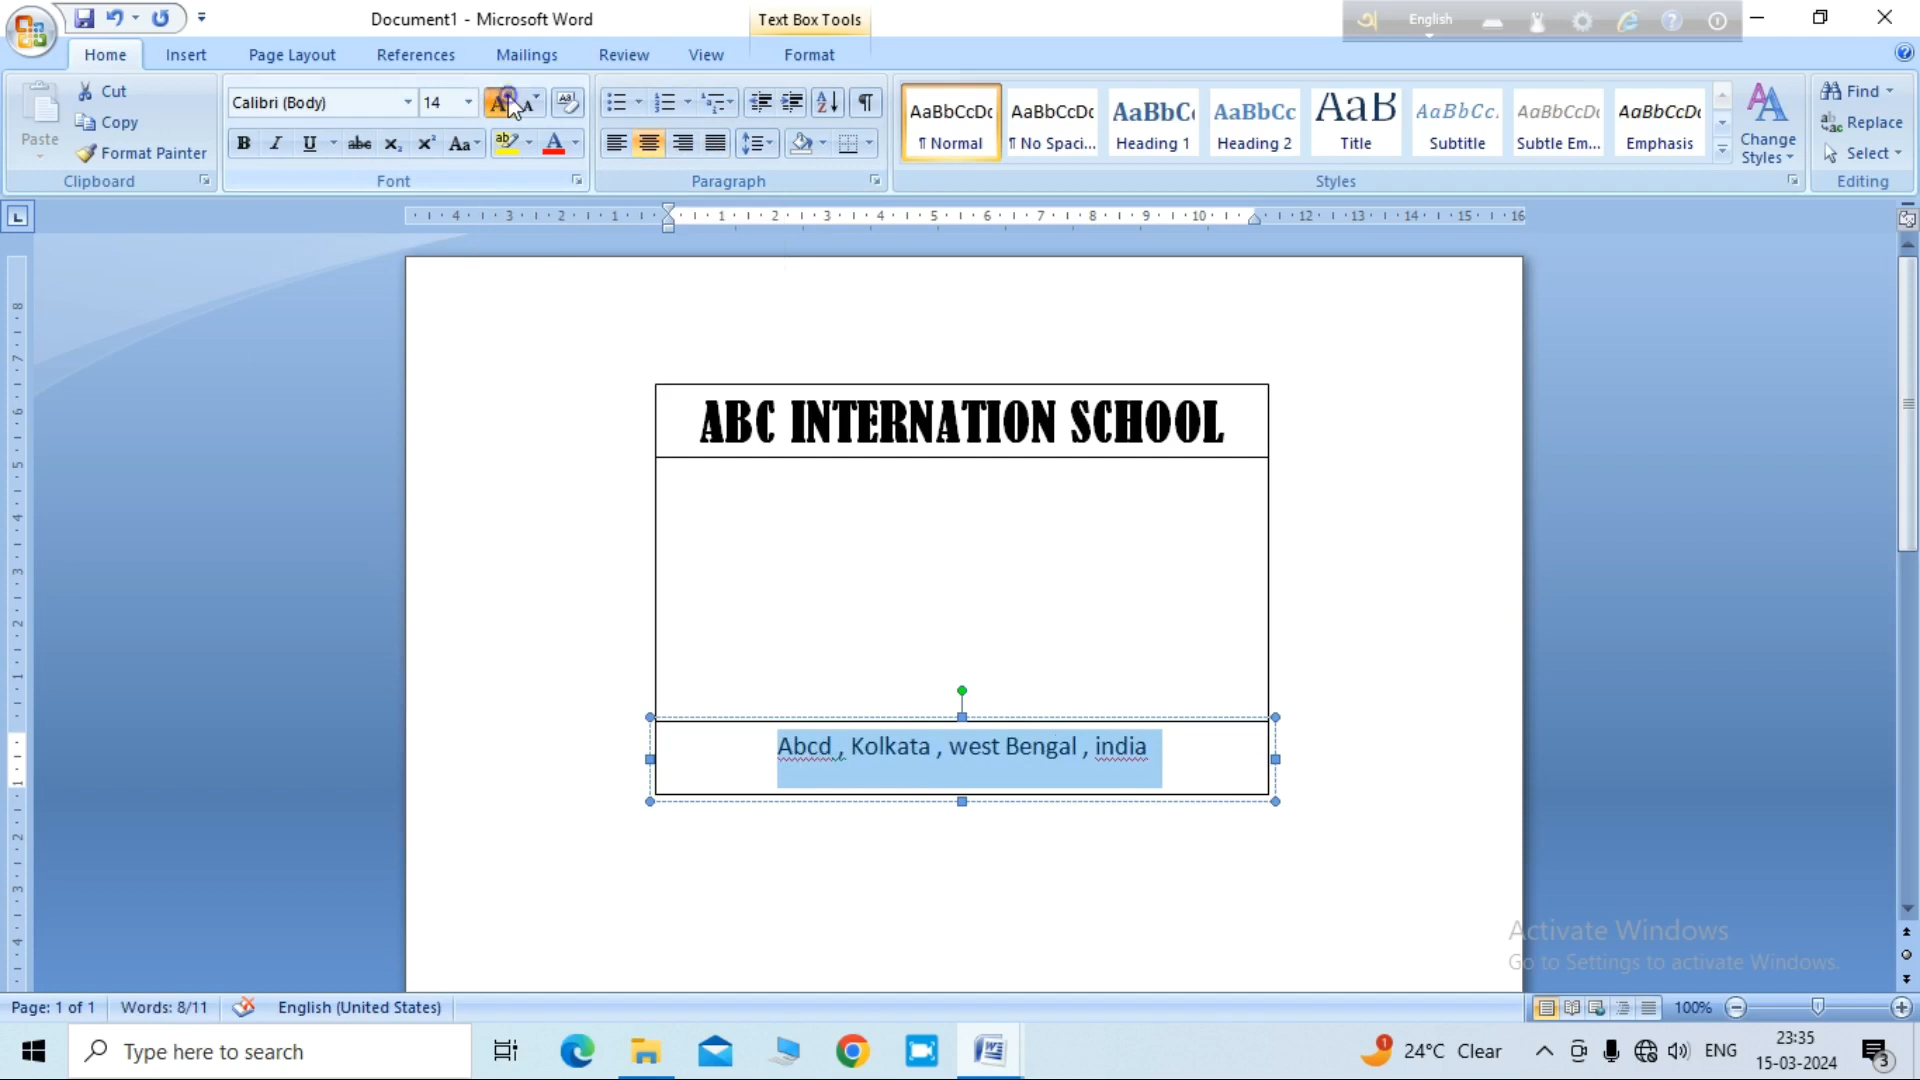 Document1 - Microsoft Word
Text Box Tools
English
Home
Insert
Page Layout
References
Mailings
Review
View
Format
Paste
Cut
Copy
Format Painter
Clipboard
Calibri (Body)
14
Font
Paragraph
AaBbCcDc
¶ Normal
AaBbCcDc
¶ No Spaci...
AaBbC
Heading 1
AaBbCc
Heading 2
AaB
Title
AaBbCc.
Subtitle
AaBbCcDc
Subtle Em...
AaBbCcDc
Emphasis
Change
Styles
Styles
Find
Replace
Select
Editing
ABC INTERNATION SCHOOL
Abcd , Kolkata , west Bengal , india
Activate Windows
Go to Settings to activate Windows.
Page: 1 of 1
Words: 8/11
English (United States)
100%
Type here to search
24°C Clear
ENG
23:35
15-03-2024
3